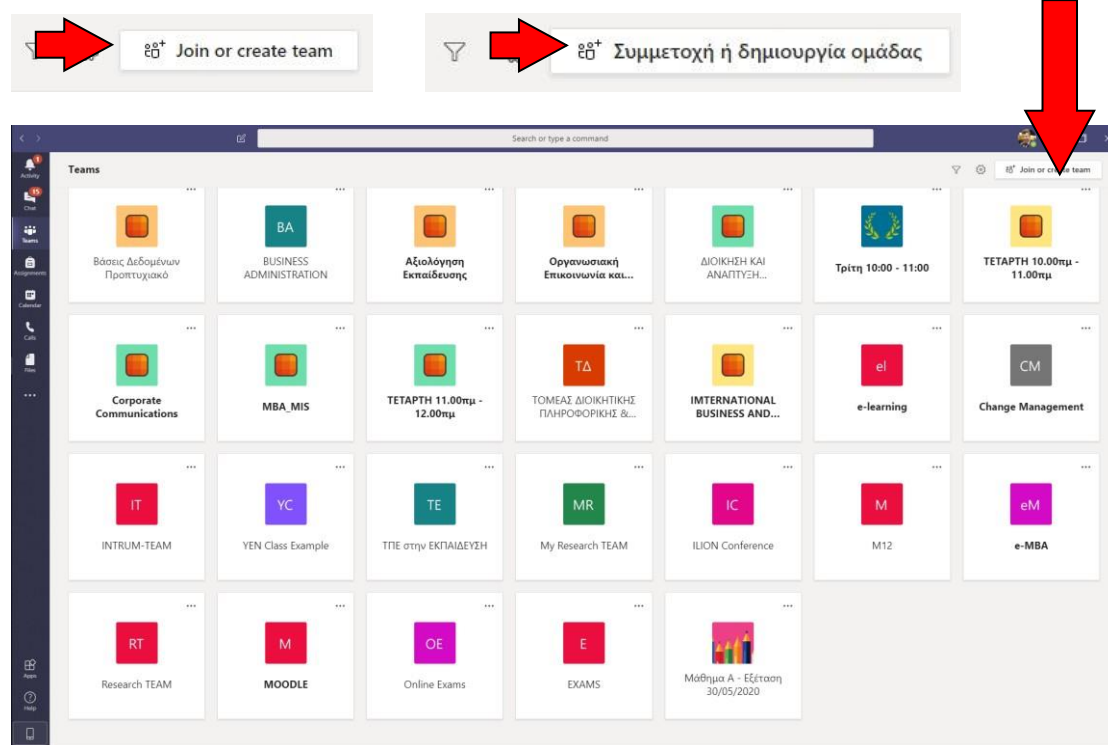 Join or create team
Συμμετοχή ή δημιουργία ομάδας
Search or type a command
Activity
1
Chat
15
Teams
Assignments
Calendar
Calls
Files
Apps
Help
Teams
Join or create team
Βάσεις Δεδομένων
Προπτυχιακό
BA
BUSINESS
ADMINISTRATION
Αξιολόγηση
Εκπαίδευσης
Οργανωσιακή
Επικοινωνία και...
ΔΙΟΙΚΗΣΗ ΚΑΙ
ΑΝΑΠΤΥΞΗ...
Τρίτη 10:00 - 11:00
ΤΕΤΑΡΤΗ 10.00πμ -
11.00πμ
Corporate
Communications
MBA_MIS
ΤΕΤΑΡΤΗ 11.00πμ -
12.00πμ
ΤΔ
ΤΟΜΕΑΣ ΔΙΟΙΚΗΤΙΚΗΣ
ΠΛΗΡΟΦΟΡΙΚΗΣ &...
IMTERNATIONAL
BUSINESS AND...
el
e-learning
CM
Change Management
IT
INTRUM-TEAM
YC
YEN Class Example
ΤΕ
ΤΠΕ στην ΕΚΠΑΙΔΕΥΣΗ
MR
My Research TEAM
IC
ILION Conference
M
M12
eM
e-MBA
RT
Research TEAM
M
MOODLE
OE
Online Exams
E
EXAMS
Μάθημα Α - Εξέταση
30/05/2020